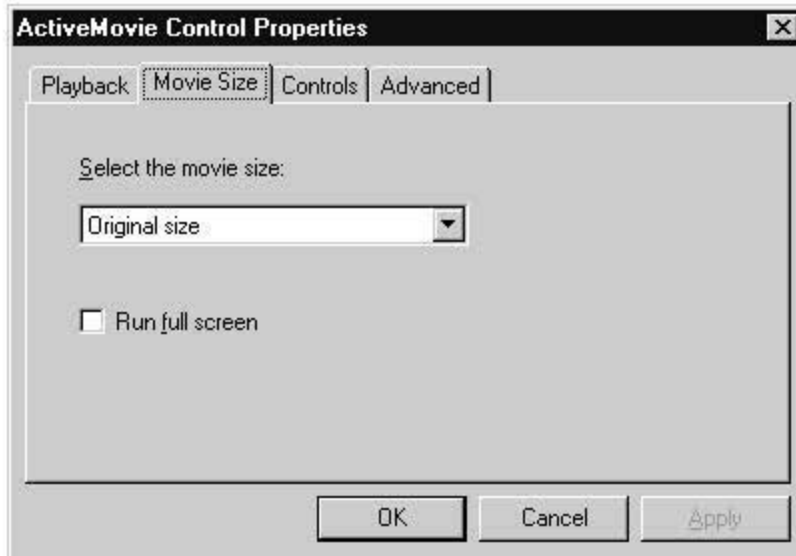 ActiveMovie Control Properties
Playback Movie Size Controls Advanced
Select the movie size:
Original size
Run full screen
OK Cancel Apply